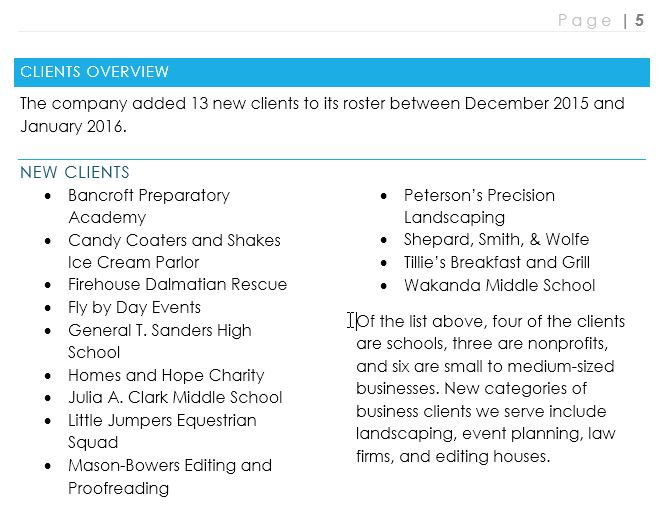 Page | 5
CLIENTS OVERVIEW
The company added 13 new clients to its roster between December 2015 and
January 2016.
NEW CLIENTS
• Bancroft Preparatory
Academy
• Candy Coaters and Shakes
Ice Cream Parlor
• Firehouse Dalmatian Rescue
• Fly by Day Events
• General T. Sanders High
School
• Homes and Hope Charity
• Julia A. Clark Middle School
• Little Jumpers Equestrian
Squad
• Mason-Bowers Editing and
Proofreading
• Peterson’s Precision
Landscaping
• Shepard, Smith, & Wolfe
• Tillie’s Breakfast and Grill
• Wakanda Middle School
Of the list above, four of the clients
are schools, three are nonprofits,
and six are small to medium-sized
businesses. New categories of
business clients we serve include
landscaping, event planning, law
firms, and editing houses.